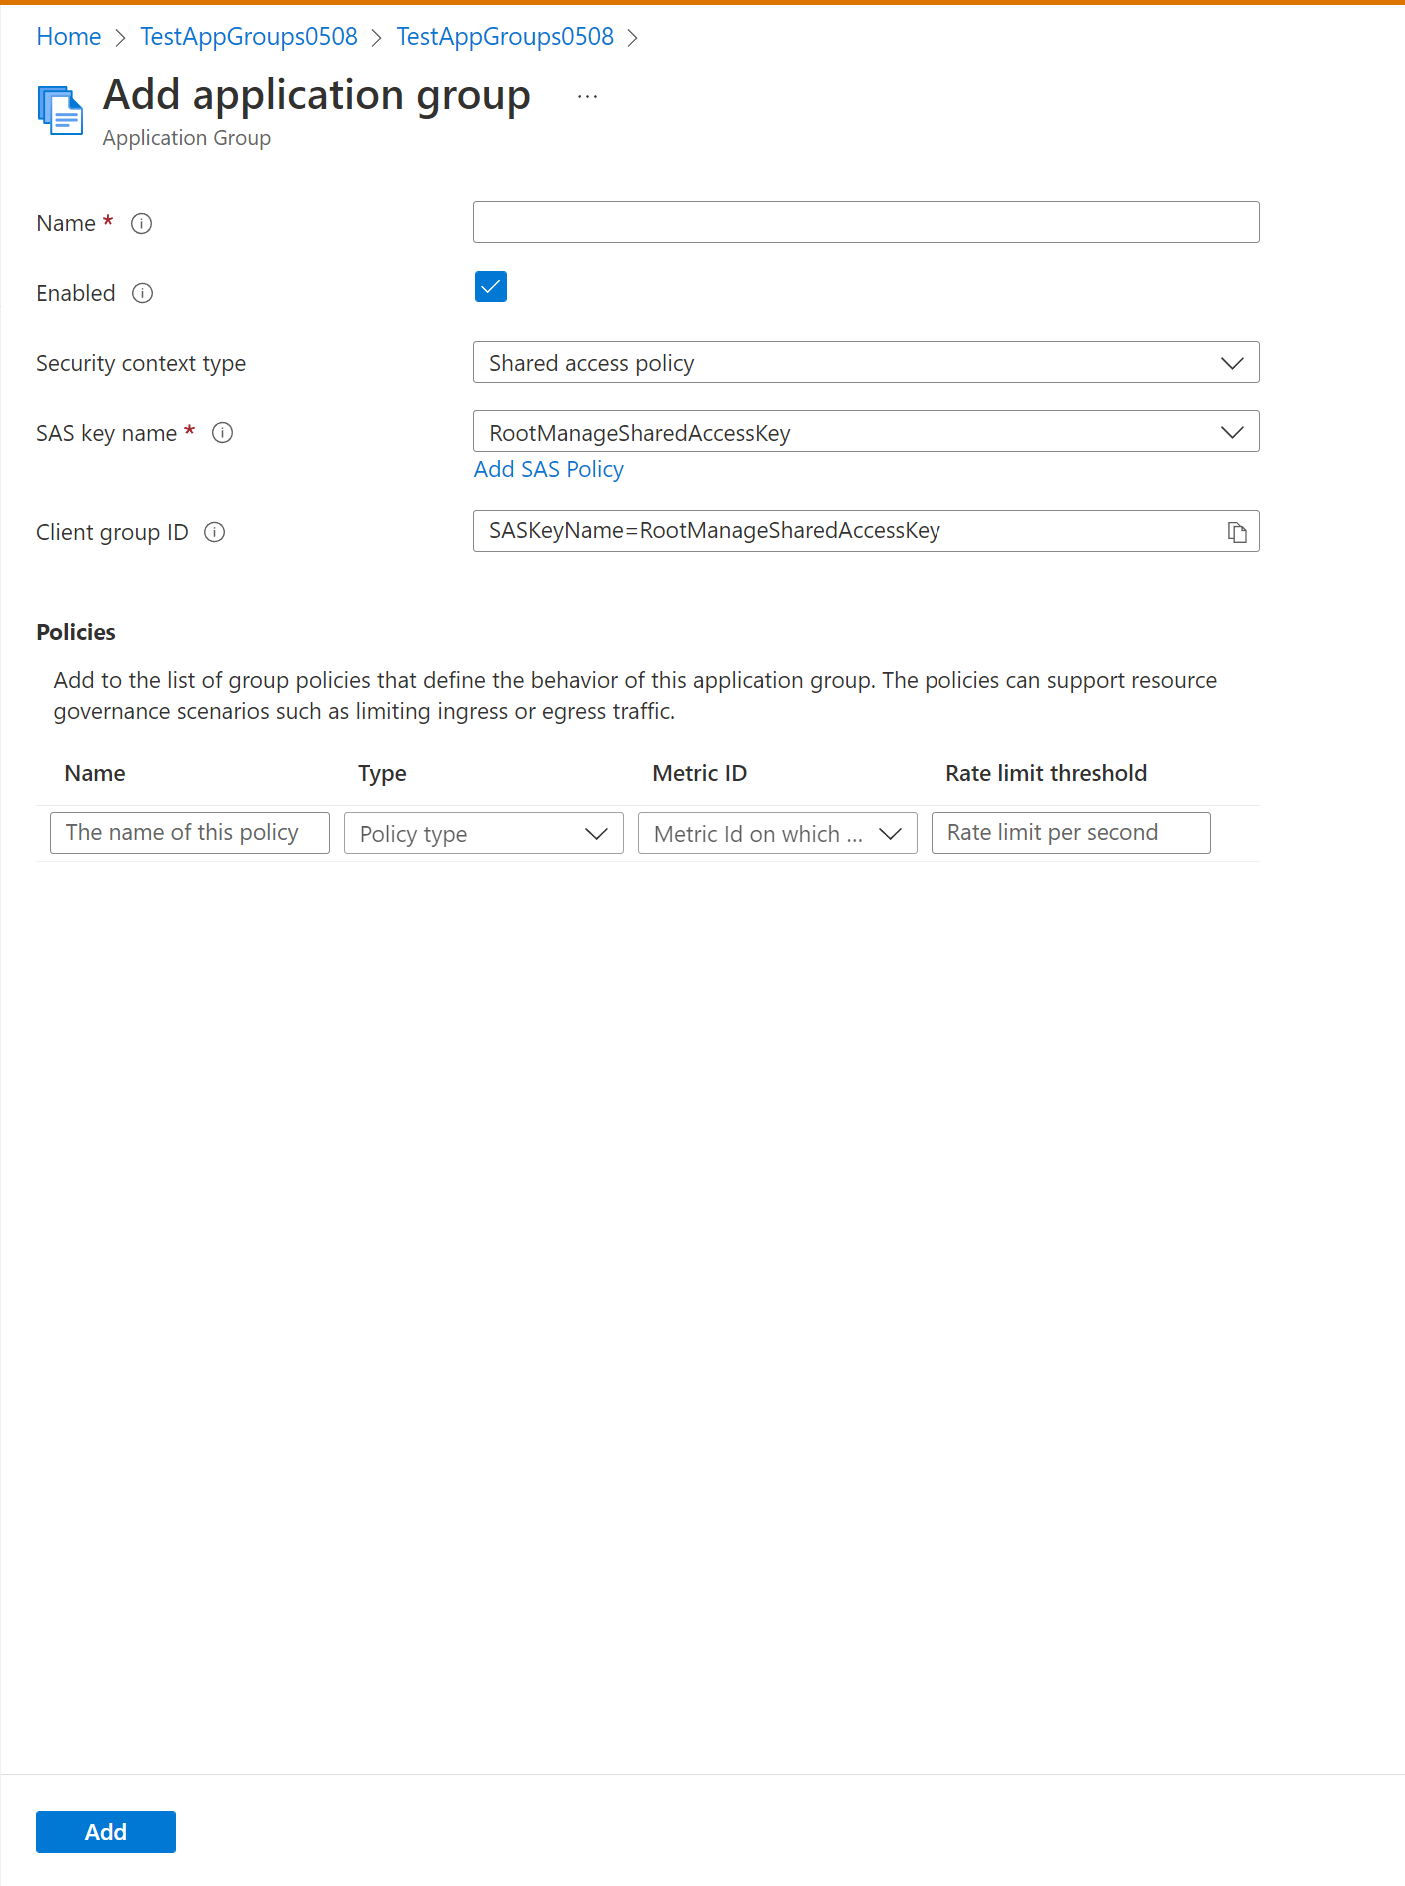 Home > TestAppGroups0508 > TestAppGroups0508 >
Add application group ...
Application Group
Name *
Enabled
Security context type
Shared access policy
SAS key name *
RootManageSharedAccessKey
Add SAS Policy
Client group ID
SASKeyName=RootManageSharedAccessKey
Policies
Add to the list of group policies that define the behavior of this application group. The policies can support resource
governance scenarios such as limiting ingress or egress traffic.
Name Type Metric ID Rate limit threshold
The name of this policy Policy type Metric Id on which ... Rate limit per second
Add